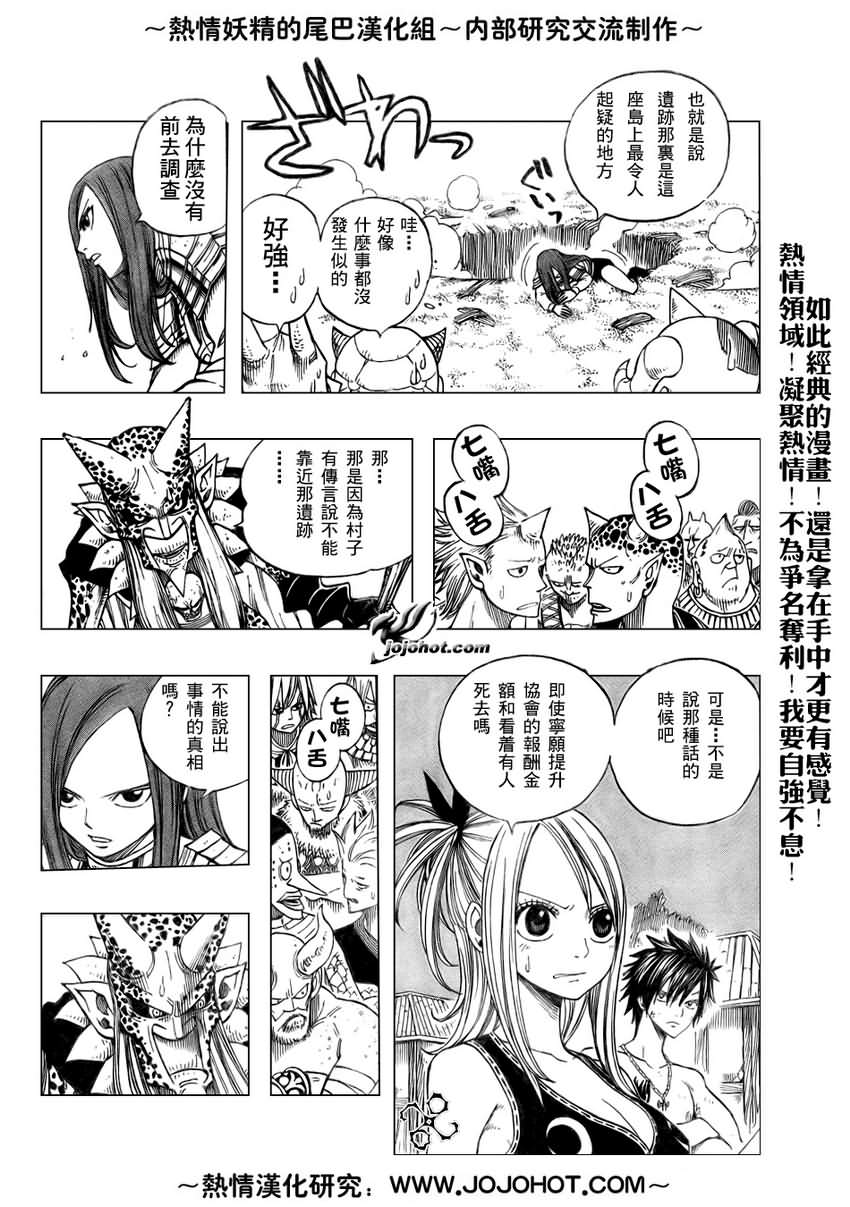 ～熱情妖精的尾巴漢化組～内部研究交流制作～
也就是說
遺跡那裏是這
座島上最令人
起疑的地方
ざわっ
ぐいっ
哇…
好像
什麼事都沒
發生似的
好強…
為什麼沒有
前去調查
七嘴
八舌
七嘴
八舌
那…
那是因為村子
有傳言說不能
靠近那遺跡
……
jojohot.com
可是…不是
說那種話的
時候吧
即使寧願提升
協會的報酬金
額和看着有人
死去嗎
七嘴
八舌
不能說出
事情的真相
嗎?
如此經典的漫畫！還是拿在手中才更有感覺！
熱情領域！凝聚熱情！不為爭名奪利！我要自強不息！
～熱情漢化研究：WWW.JOJOHOT.COM～